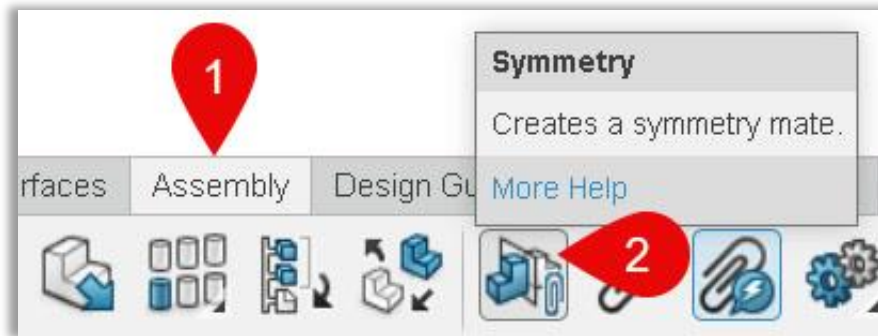 1
Symmetry
Creates a symmetry mate.
rfaces Assembly Design Gu More Help
2